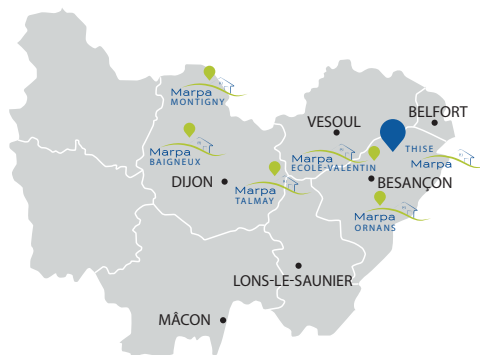 Marpa
MONTIGNY
BELFORT
VESOUL
Marpa
BAIGNEUX
THISE
Marpa
Marpa
ECOLE-VALENTIN
DIJON
BESANÇON
Marpa
TALMAY
Marpa
ORNANS
LONS-LE-SAUNIER
MÂCON